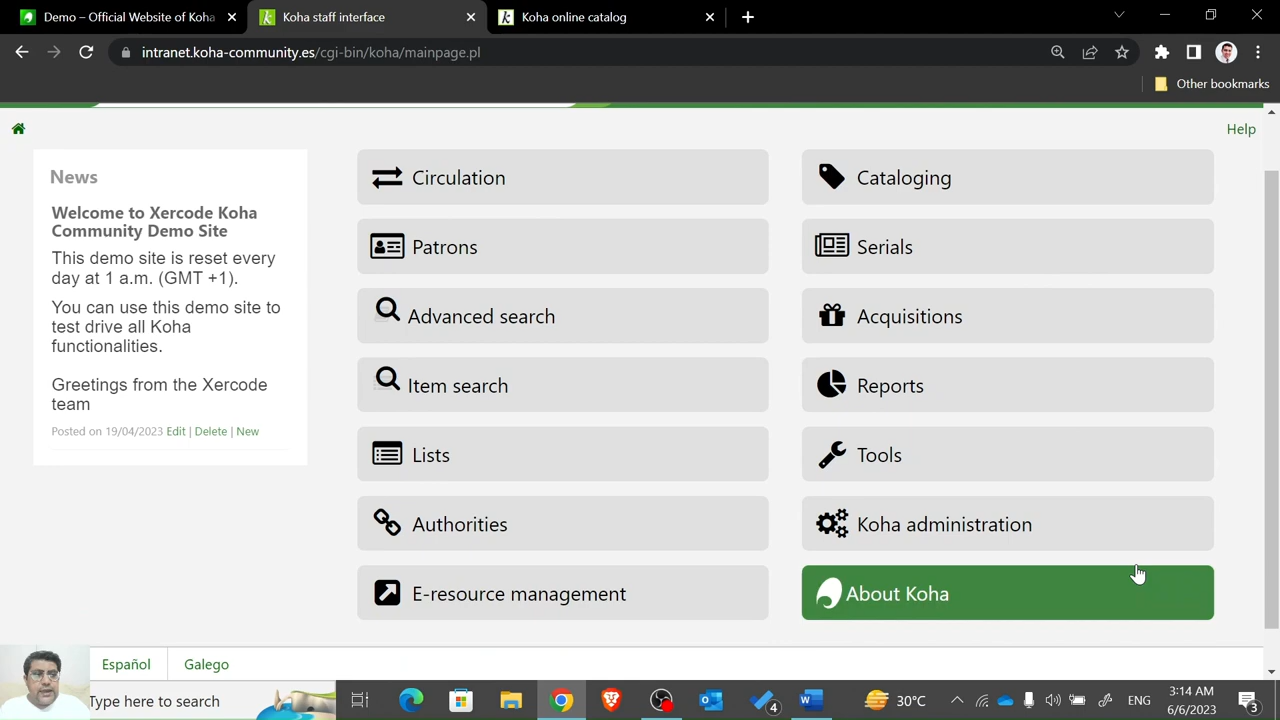 Demo – Official Website of Koha
Koha staff interface
Koha online catalog
intranet.koha-community.es/cgi-bin/koha/mainpage.pl
Other bookmarks
Help
News
Welcome to Xercode Koha
Community Demo Site
This demo site is reset every
day at 1 a.m. (GMT +1).
You can use this demo site to
test drive all Koha
functionalities.
Greetings from the Xercode
team
Posted on 19/04/2023 Edit | Delete | New
Circulation
Cataloging
Patrons
Serials
Advanced search
Acquisitions
Item search
Reports
Lists
Tools
Authorities
Koha administration
E-resource management
About Koha
Español
Galego
Type here to search
4
30°C
ENG
3:14 AM
6/6/2023
3